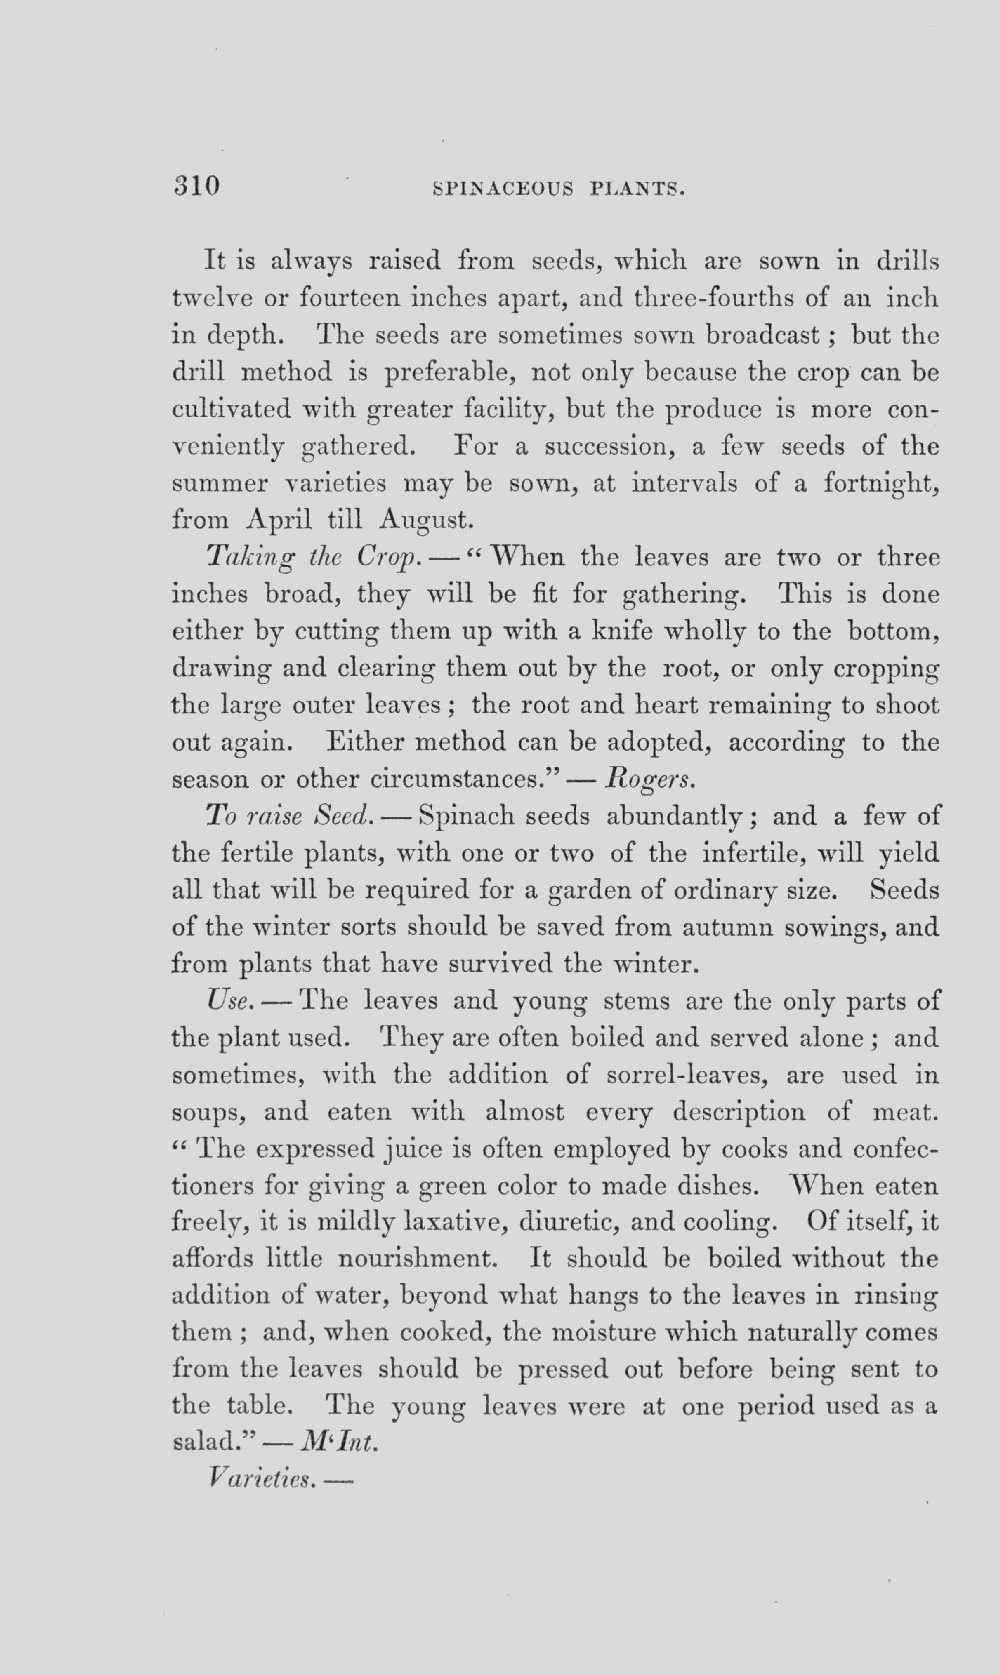 310 SPINACEOUS PLANTS.
It is always raised from seeds, which are sown in drills
twelve or fourteen inches apart, and three-fourths of an inch
in depth. The seeds are sometimes sown broadcast; but the
drill method is preferable, not only because the crop can be
cultivated with greater facility, but the produce is more con-
veniently gathered. For a succession, a few seeds of the
summer varieties may be sown, at intervals of a fortnight,
from April till August.
Taking the Crop. — “When the leaves are two or three
inches broad, they will be fit for gathering. This is done
either by cutting them up with a knife wholly to the bottom,
drawing and clearing them out by the root, or only cropping
the large outer leaves; the root and heart remaining to shoot
out again. Either method can be adopted, according to the
season or other circumstances.” — Rogers.
To raise Seed. — Spinach seeds abundantly; and a few of
the fertile plants, with one or two of the infertile, will yield
all that will be required for a garden of ordinary size. Seeds
of the winter sorts should be saved from autumn sowings, and
from plants that have survived the winter.
Use. — The leaves and young stems are the only parts of
the plant used. They are often boiled and served alone; and
sometimes, with the addition of sorrel-leaves, are used in
soups, and eaten with almost every description of meat.
“The expressed juice is often employed by cooks and confec-
tioners for giving a green color to made dishes. When eaten
freely, it is mildly laxative, diuretic, and cooling. Of itself, it
affords little nourishment. It should be boiled without the
addition of water, beyond what hangs to the leaves in rinsing
them; and, when cooked, the moisture which naturally comes
from the leaves should be pressed out before being sent to
the table. The young leaves were at one period used as a
salad.” — M‘Int.
Varieties. —